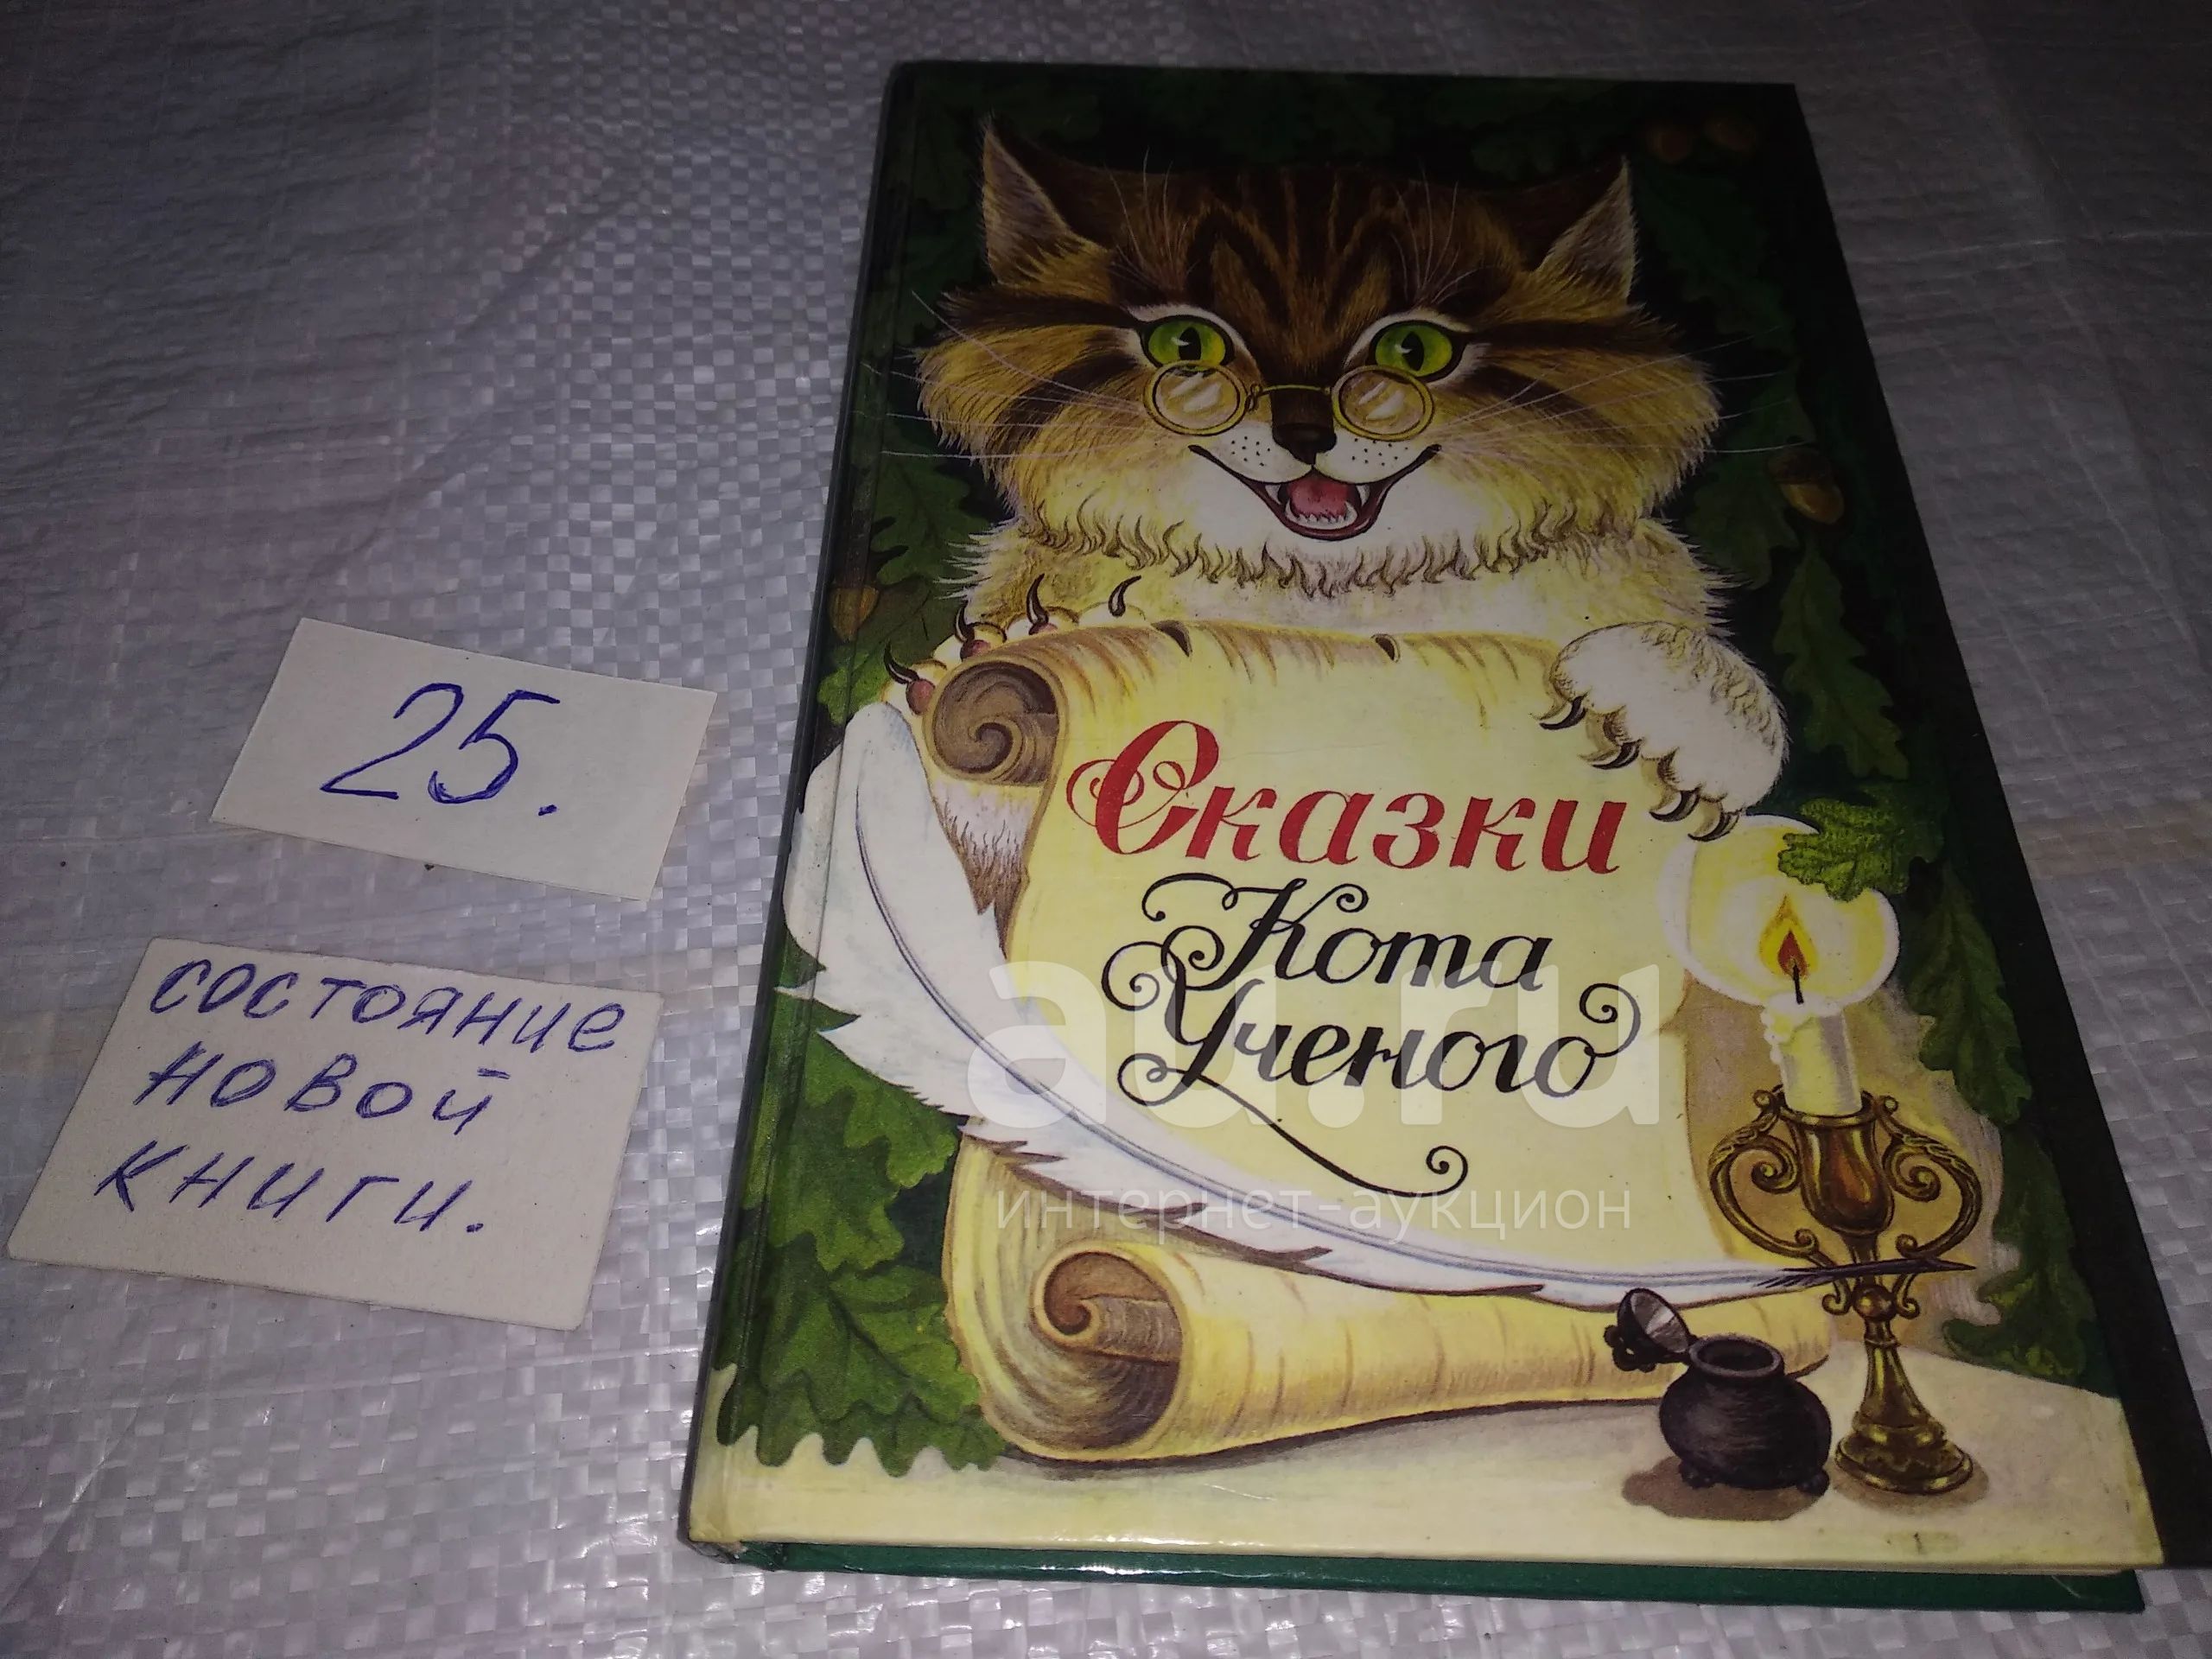 25.
состояние
новой
книги.
Сказки
Кота
Ученого
au.ru
интернет-аукцион